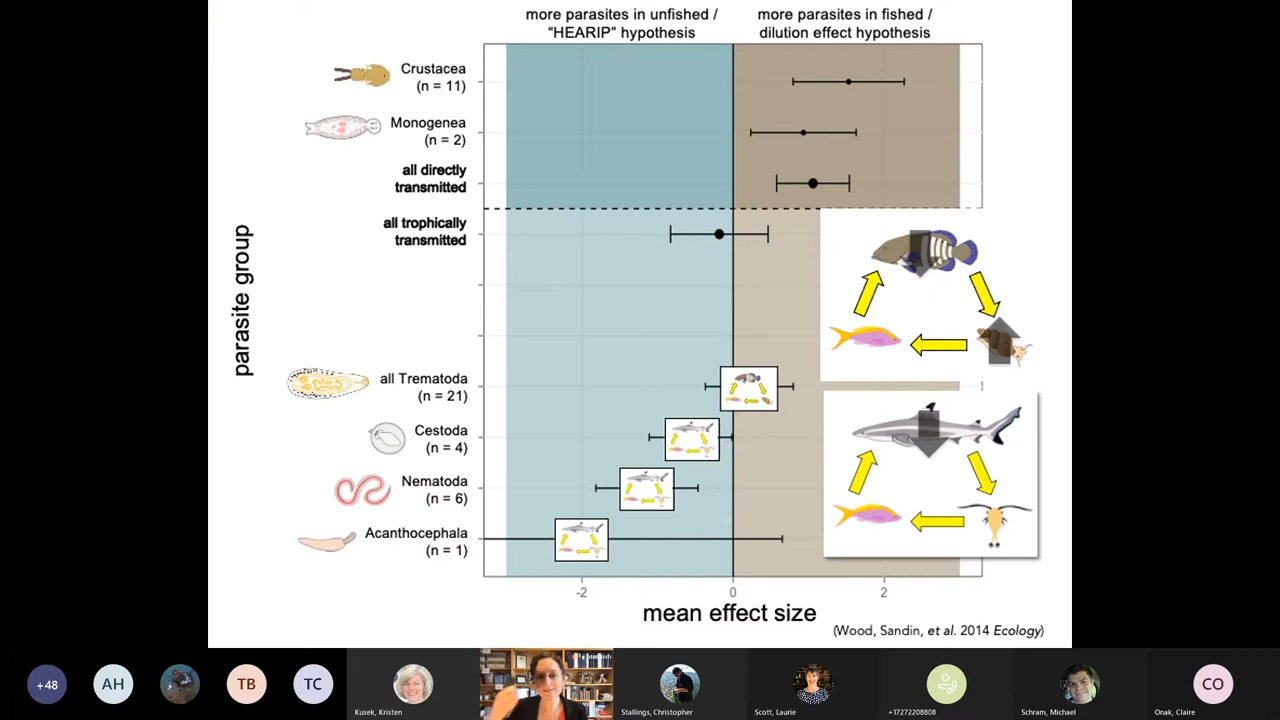 more parasites in unfished /
“HEARIP” hypothesis
more parasites in fished /
dilution effect hypothesis
parasite group
Crustacea
(n = 11)
Monogenea
(n = 2)
all directly
transmitted
all trophically
transmitted
all Trematoda
(n = 21)
Cestoda
(n = 4)
Nematoda
(n = 6)
Acanthocephala
(n = 1)
-2
0
2
mean effect size
(Wood, Sandin, et al. 2014 Ecology)
+48
AH
TB
TC
Kusek, Kristen
Stallings, Christopher
Scott, Laurie
+17272208808
Schram, Michael
CO
Onak, Claire